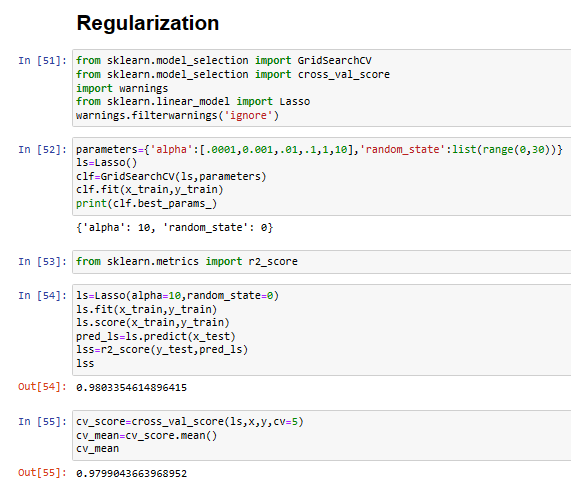 Regularization
In [51]: from sklearn.model_selection import GridSearchCV
from sklearn.model_selection import cross_val_score
import warnings
from sklearn.linear_model import Lasso
warnings.filterwarnings('ignore')
In [52]: parameters={'alpha':[.0001,0.001,.01,.1,1,10],'random_state':list(range(0,30))}
ls=Lasso()
clf=GridSearchCV(ls,parameters)
clf.fit(x_train,y_train)
print(clf.best_params_)
{'alpha': 10, 'random_state': 0}
In [53]: from sklearn.metrics import r2_score
In [54]: ls=Lasso(alpha=10,random_state=0)
ls.fit(x_train,y_train)
ls.score(x_train,y_train)
pred_ls=ls.predict(x_test)
lss=r2_score(y_test,pred_ls)
lss
Out[54]: 0.9803354614896415
In [55]: cv_score=cross_val_score(ls,x,y,cv=5)
cv_mean=cv_score.mean()
cv_mean
Out[55]: 0.9799043663968952